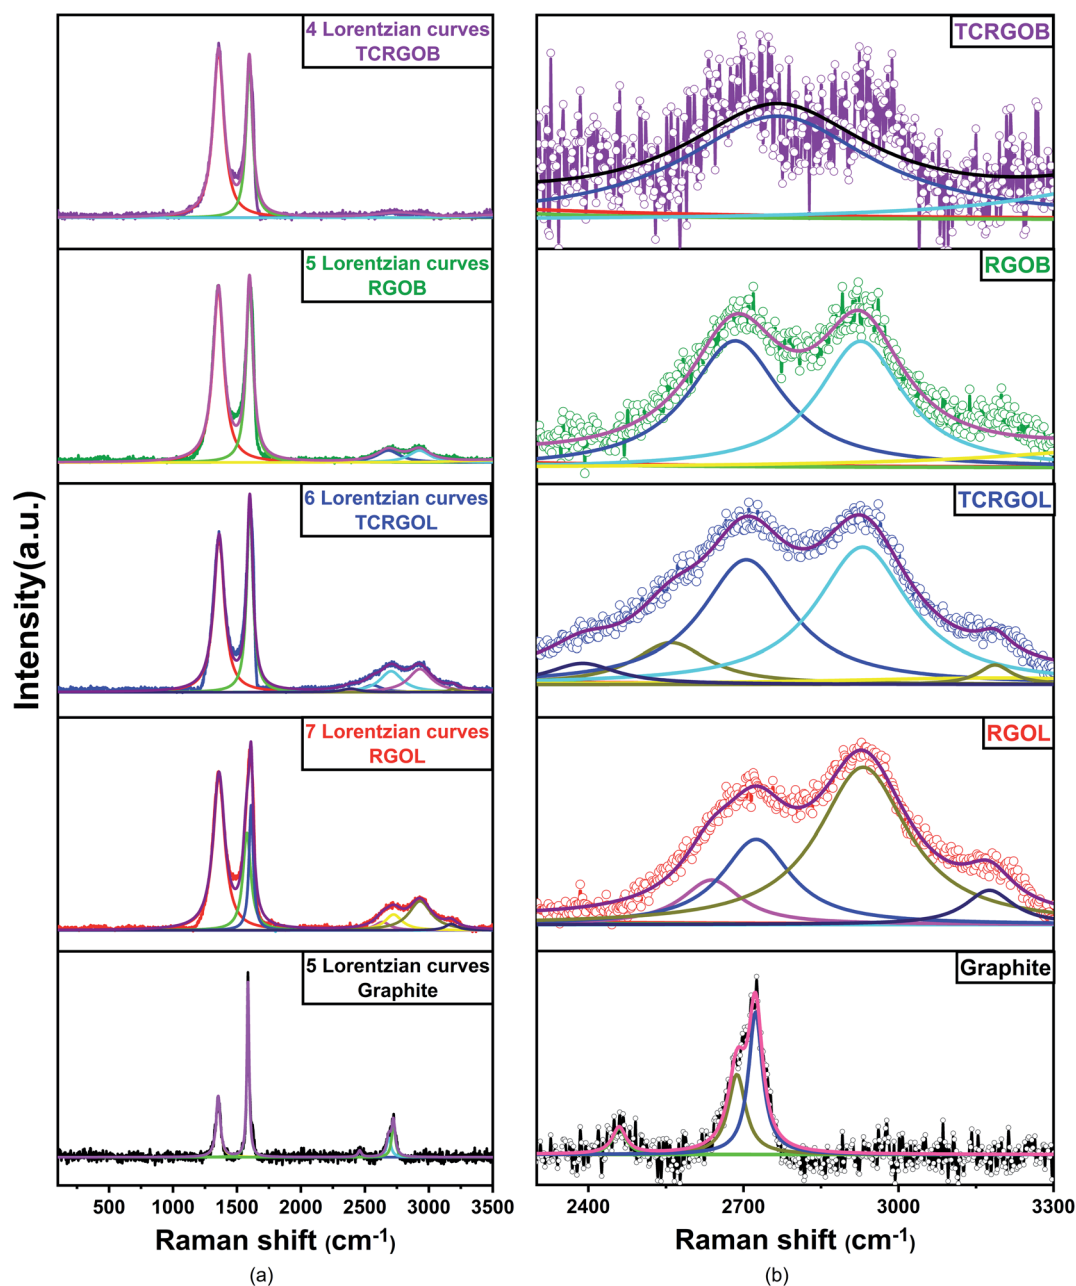 4 Lorentzian curves
TCRGOB
TCRGOB
5 Lorentzian curves
RGOB
RGOB
6 Lorentzian curves
TCRGOL
TCRGOL
7 Lorentzian curves
RGOL
RGOL
5 Lorentzian curves
Graphite
Graphite
Intensity(a.u.)
500 1000 1500 2000 2500 3000 3500
2400 2700 3000 3300
Raman shift (cm-1)
Raman shift (cm-1)
(a)
(b)